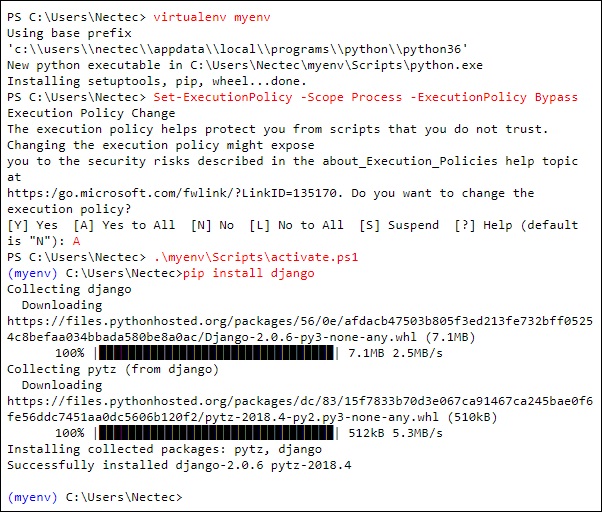 PS C:\Users\Nectec> virtualenv myenv
Using base prefix
'c:\\users\\nectec\\appdata\\local\\programs\\python\\python36'
New python executable in C:\Users\Nectec\myenv\Scripts\python.exe
Installing setuptools, pip, wheel...done.
PS C:\Users\Nectec> Set-ExecutionPolicy -Scope Process -ExecutionPolicy Bypass
Execution Policy Change
The execution policy helps protect you from scripts that you do not trust.
Changing the execution policy might expose
you to the security risks described in the about_Execution_Policies help topic
at
https:/go.microsoft.com/fwlink/?LinkID=135170. Do you want to change the
execution policy?
[Y] Yes  [A] Yes to All  [N] No  [L] No to All  [S] Suspend  [?] Help (default
is "N"): A
PS C:\Users\Nectec> .\myenv\Scripts\activate.ps1
(myenv) C:\Users\Nectec>pip install django
Collecting django
  Downloading
https://files.pythonhosted.org/packages/56/0e/afdacb47503b805f3ed213fe732bff0525
4c8befaa034bbada580be8a0ac/Django-2.0.6-py3-none-any.whl (7.1MB)
100% |████████████████████████████████| 7.1MB 2.5MB/s
Collecting pytz (from django)
  Downloading
https://files.pythonhosted.org/packages/dc/83/15f7833b70d3e067ca91467ca245bae0f6
fe56ddc7451aa0dc5606b120f2/pytz-2018.4-py2.py3-none-any.whl (510kB)
100% |████████████████████████████████| 512kB 5.3MB/s
Installing collected packages: pytz, django
Successfully installed django-2.0.6 pytz-2018.4
(myenv) C:\Users\Nectec>